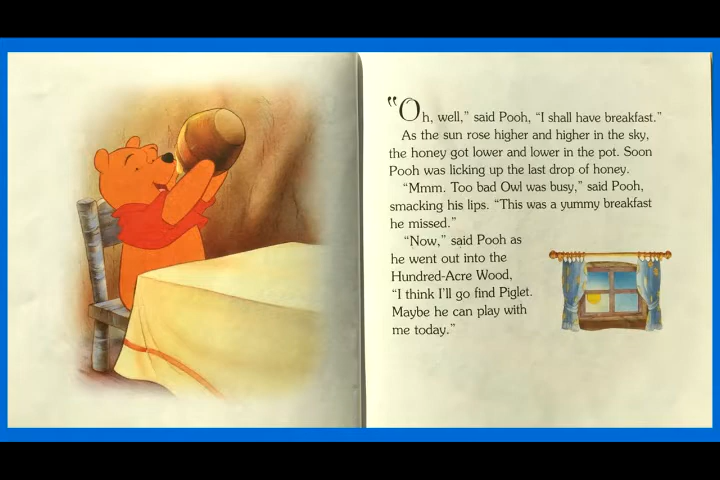 "Oh, well," said Pooh, "I shall have breakfast."
As the sun rose higher and higher in the sky,
the honey got lower and lower in the pot. Soon
Pooh was licking up the last drop of honey.
"Mmm. Too bad Owl was busy," said Pooh,
smacking his lips. "This was a yummy breakfast
he missed."
"Now," said Pooh as
he went out into the
Hundred-Acre Wood,
"I think I'll go find Piglet.
Maybe he can play with
me today."